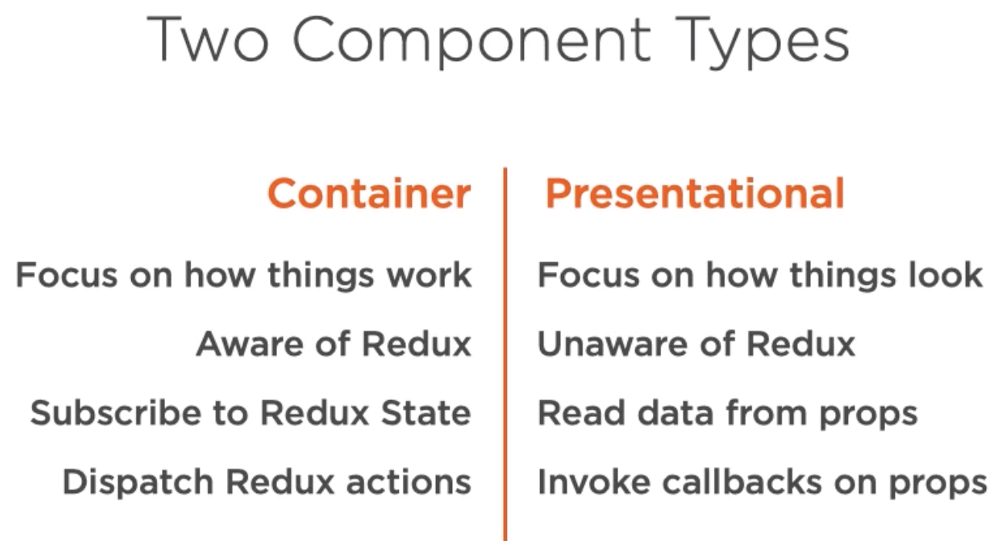 Two Component Types
Container
Focus on how things work
Aware of Redux
Subscribe to Redux State
Dispatch Redux actions
Presentational
Focus on how things look
Unaware of Redux
Read data from props
Invoke callbacks on props